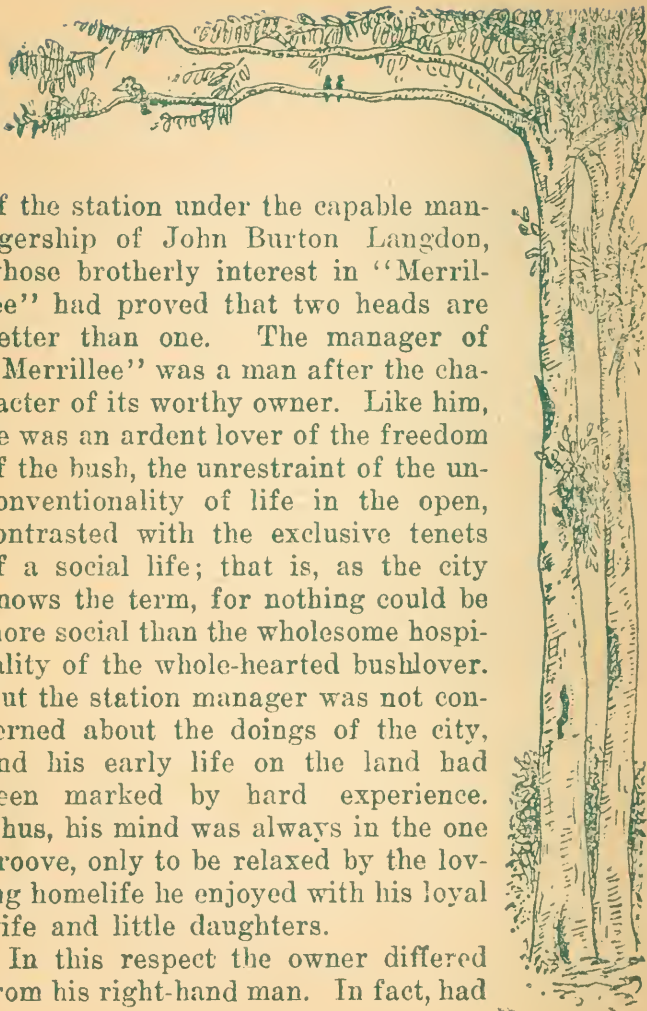 f the station under the capable man-
gership of John Burton Langdon,
hose brotherly interest in "Merril-
ee" had proved that two heads are
etter than one. The manager of
"Merrillee" was a man after the cha-
acter of its worthy owner. Like him,
e was an ardent lover of the freedom
f the bush, the unrestraint of the un-
onventionality of life in the open,
ontrasted with the exclusive tenets
f a social life; that is, as the city
nows the term, for nothing could be
ore social than the wholesome hospi-
ality of the whole-hearted bushlover.
ut the station manager was not con-
erned about the doings of the city,
nd his early life on the land had
een marked by hard experience.
hus, his mind was always in the one
roove, only to be relaxed by the lov-
ng homelife he enjoyed with his loyal
ife and little daughters.
In this respect the owner differed
rom his right-hand man. In fact, had